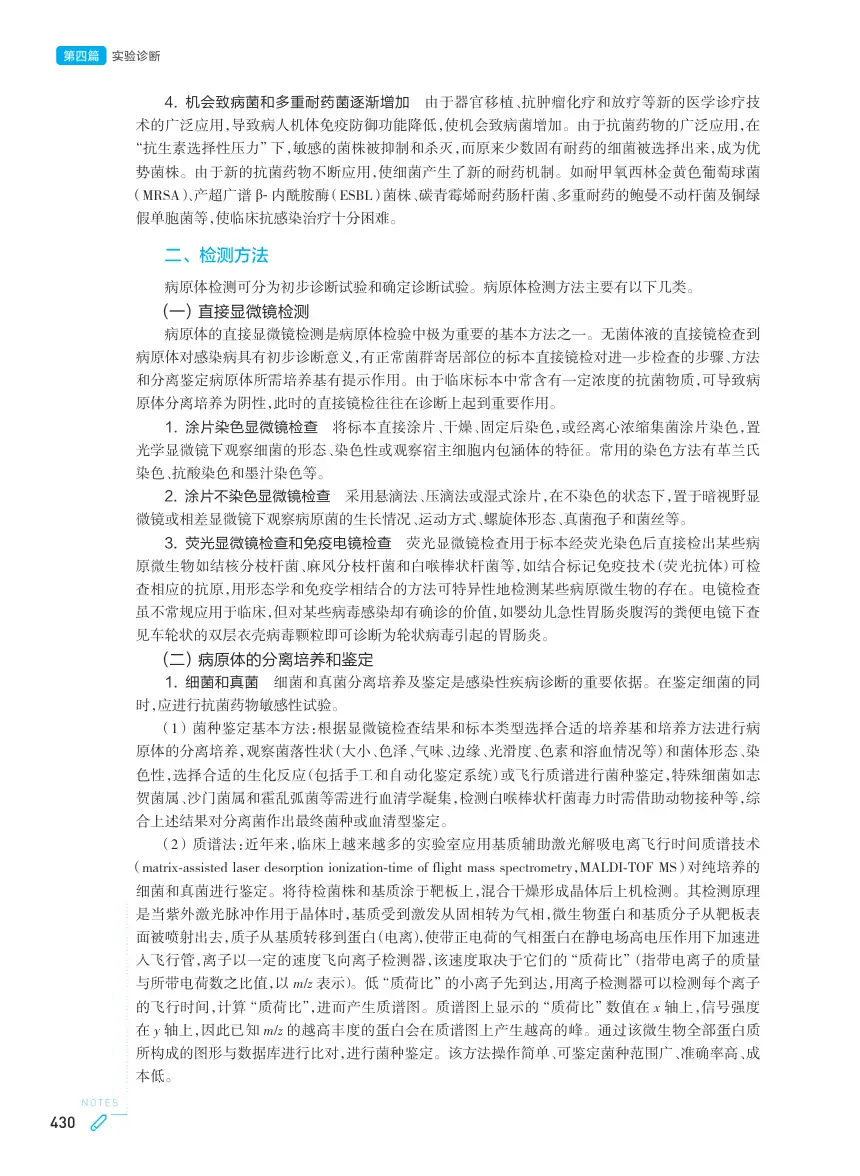 第四篇 实验诊断
4. 机会致病菌和多重耐药菌逐渐增加 由于器官移植、抗肿瘤化疗和放疗等新的医学诊疗技
术的广泛应用,导致病人机体免疫防御功能降低,使机会致病菌增加。由于抗菌药物的广泛应用,在
“抗生素选择性压力”下,敏感的菌株被抑制和杀灭,而原来少数固有耐药的细菌被选择出来,成为优
势菌株。由于新的抗菌药物不断应用,使细菌产生了新的耐药机制。如耐甲氧西林金黄色葡萄球菌
(MRSA)、产超广谱 β- 内酰胺酶(ESBL)菌株、碳青霉烯耐药肠杆菌、多重耐药的鲍曼不动杆菌及铜绿
假单胞菌等,使临床抗感染治疗十分困难。
二、检测方法
病原体检测可分为初步诊断试验和确定诊断试验。病原体检测方法主要有以下几类。
(一)直接显微镜检测
病原体的直接显微镜检测是病原体检验中极为重要的基本方法之一。无菌体液的直接镜检查到
病原体对感染病具有初步诊断意义,有正常菌群寄居部位的标本直接镜检对进一步检查的步骤、方法
和分离鉴定病原体所需培养基有提示作用。由于临床标本中常含有一定浓度的抗菌物质,可导致病
原体分离培养为阴性,此时的直接镜检往往在诊断上起到重要作用。
1. 涂片染色显微镜检查 将标本直接涂片、干燥、固定后染色,或经离心浓缩集菌涂片染色,置
光学显微镜下观察细菌的形态、染色性或观察宿主细胞内包涵体的特征。常用的染色方法有革兰氏
染色、抗酸染色和墨汁染色等。
2. 涂片不染色显微镜检查 采用悬滴法、压滴法或湿式涂片,在不染色的状态下,置于暗视野显
微镜或相差显微镜下观察病原菌的生长情况、运动方式、螺旋体形态、真菌孢子和菌丝等。
3. 荧光显微镜检查和免疫电镜检查 荧光显微镜检查用于标本经荧光染色后直接检出某些病
原微生物如结核分枝杆菌、麻风分枝杆菌和白喉棒状杆菌等,如结合标记免疫技术(荧光抗体)可检
查相应的抗原,用形态学和免疫学相结合的方法可特异性地检测某些病原微生物的存在。电镜检查
虽不常规应用于临床,但对某些病毒感染却有确诊的价值,如婴幼儿急性胃肠炎腹泻的粪便电镜下查
见车轮状的双层衣壳病毒颗粒即可诊断为轮状病毒引起的胃肠炎。
(二)病原体的分离培养和鉴定
1. 细菌和真菌 细菌和真菌分离培养及鉴定是感染性疾病诊断的重要依据。在鉴定细菌的同
时,应进行抗菌药物敏感性试验。
(1)菌种鉴定基本方法:根据显微镜检查结果和标本类型选择合适的培养基和培养方法进行病
原体的分离培养,观察菌落性状(大小、色泽、气味、边缘、光滑度、色素和溶血情况等)和菌体形态、染
色性,选择合适的生化反应(包括手工和自动化鉴定系统)或飞行质谱进行菌种鉴定,特殊细菌如志
贺菌属、沙门菌属和霍乱弧菌等需进行血清学凝集,检测白喉棒状杆菌毒力时需借助动物接种等,综
合上述结果对分离菌作出最终菌种或血清型鉴定。
(2)质谱法:近年来,临床上越来越多的实验室应用基质辅助激光解吸电离飞行时间质谱技术
(matrix-assisted laser desorption ionization-time of flight mass spectrometry,MALDI-TOF MS)对纯培养的
细菌和真菌进行鉴定。将待检菌株和基质涂于靶板上,混合干燥形成晶体后上机检测。其检测原理
是当紫外激光脉冲作用于晶体时,基质受到激发从固相转为气相,微生物蛋白和基质分子从靶板表
面被喷射出去,质子从基质转移到蛋白(电离),使带正电荷的气相蛋白在静电场高电压作用下加速进
入飞行管,离子以一定的速度飞向离子检测器,该速度取决于它们的“质荷比”(指带电离子的质量
与所带电荷数之比值,以 m/z 表示)。低“质荷比”的小离子先到达,用离子检测器可以检测每个离子
的飞行时间,计算“质荷比”,进而产生质谱图。质谱图上显示的“质荷比”数值在 x 轴上,信号强度
在 y 轴上,因此已知 m/z 的越高丰度的蛋白会在质谱图上产生越高的峰。通过该微生物全部蛋白质
所构成的图形与数据库进行比对,进行菌种鉴定。该方法操作简单、可鉴定菌种范围广、准确率高、成
本低。
NOTES
430